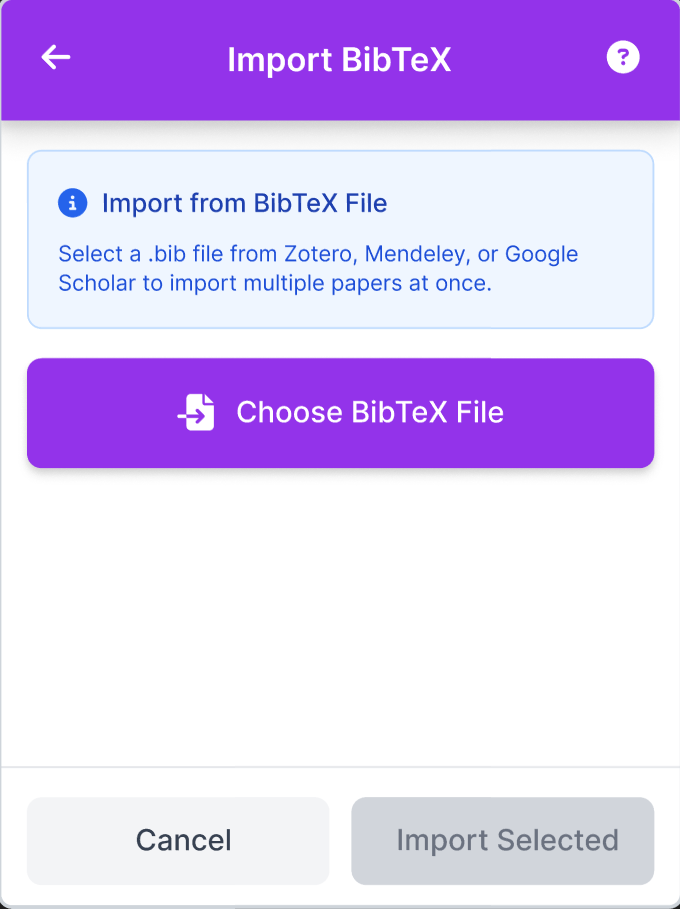 Import BibTeX
?
i Import from BibTeX File
Select a .bib file from Zotero, Mendeley, or Google
Scholar to import multiple papers at once.
Choose BibTeX File
Cancel
Import Selected